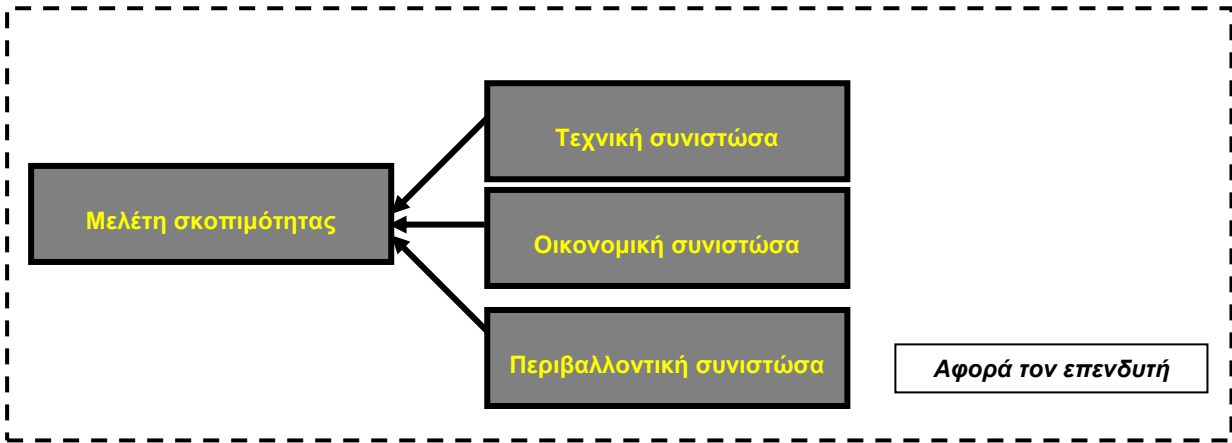 Τεχνική συνιστώσα
Μελέτη σκοπιμότητας
Οικονομική συνιστώσα
Περιβαλλοντική συνιστώσα
Αφορά τον επενδυτή